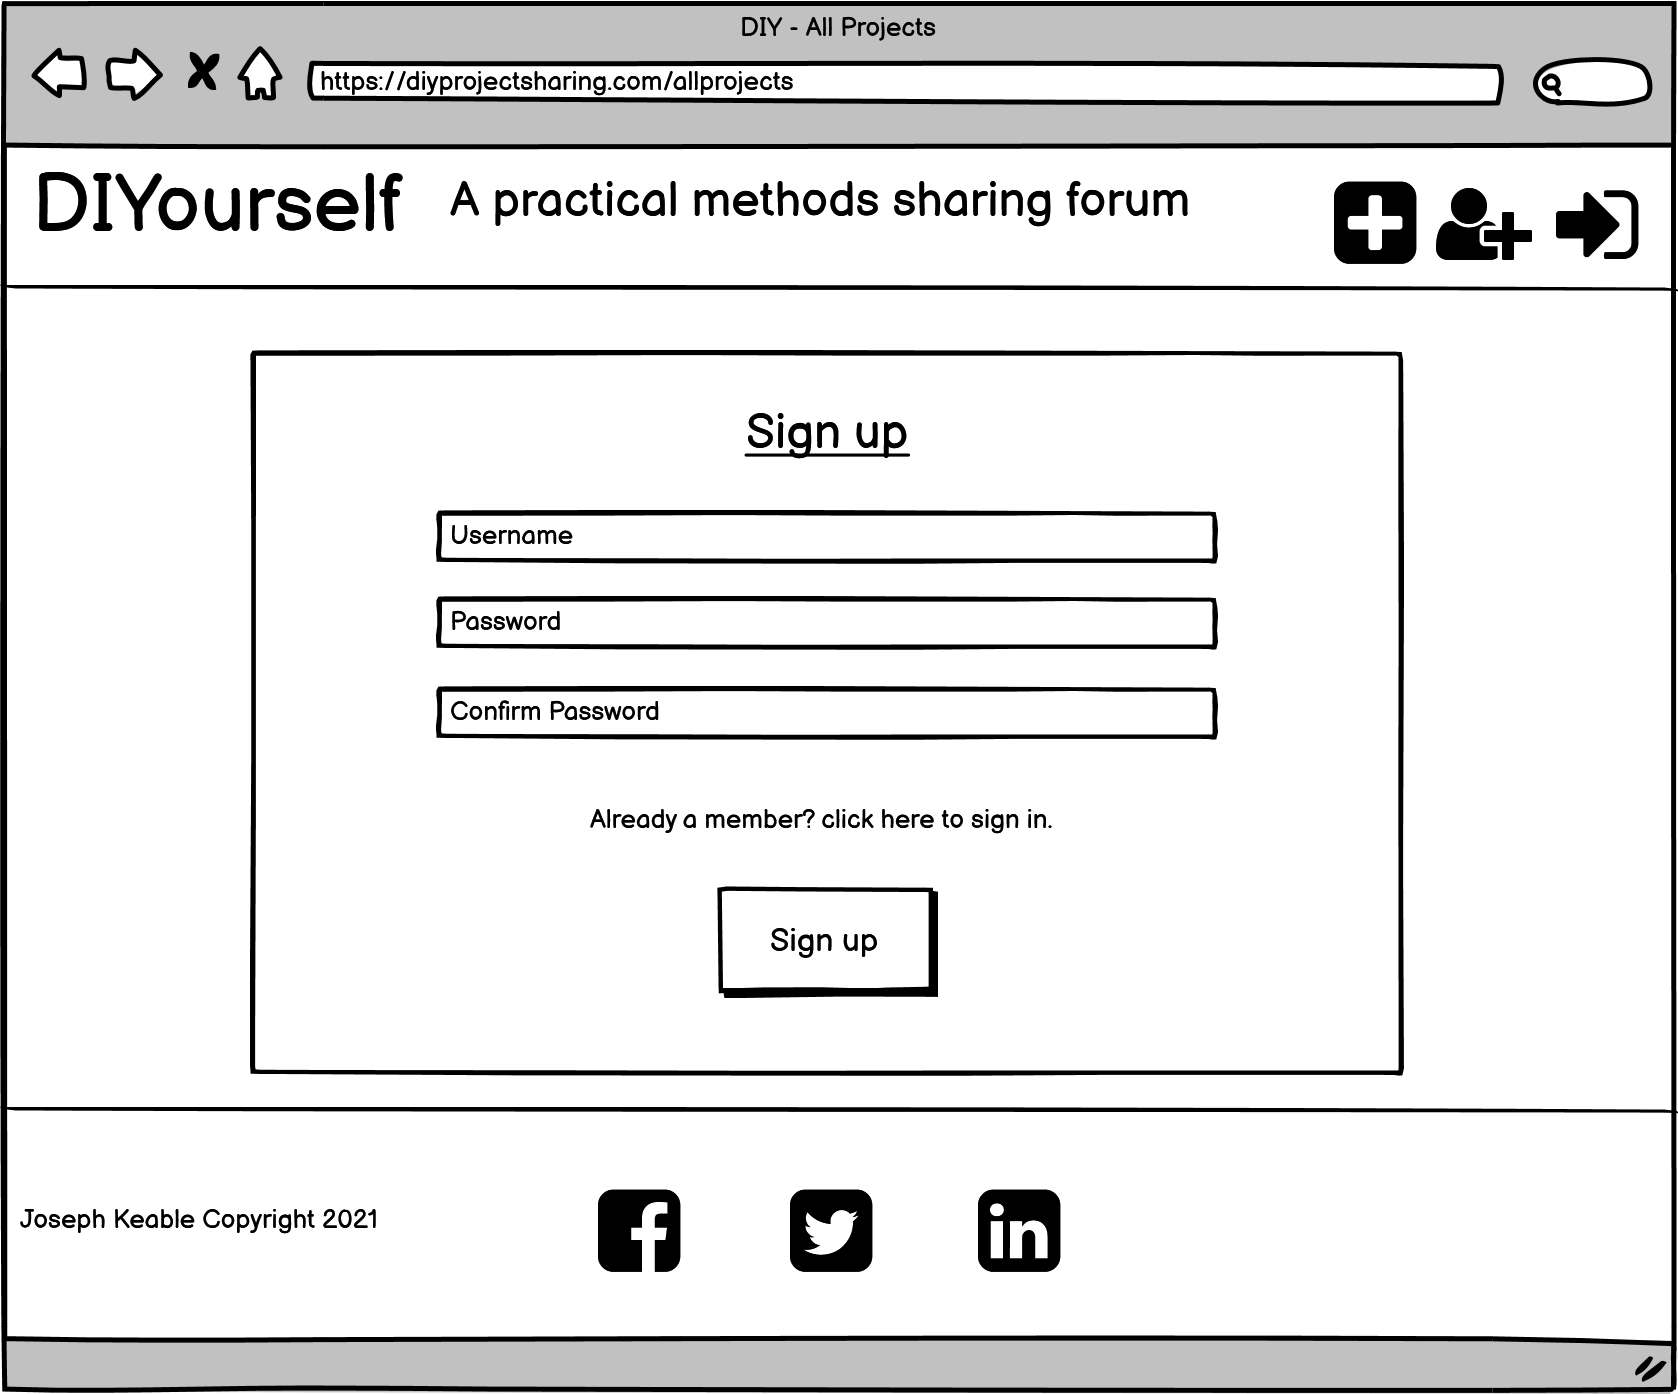 DIY - All Projects
https://diyprojectsharing.com/allprojects
DIYourself
A practical methods sharing forum
Sign up
Username
Password
Confirm Password
Already a member? click here to sign in.
Sign up
Joseph Keable Copyright 2021